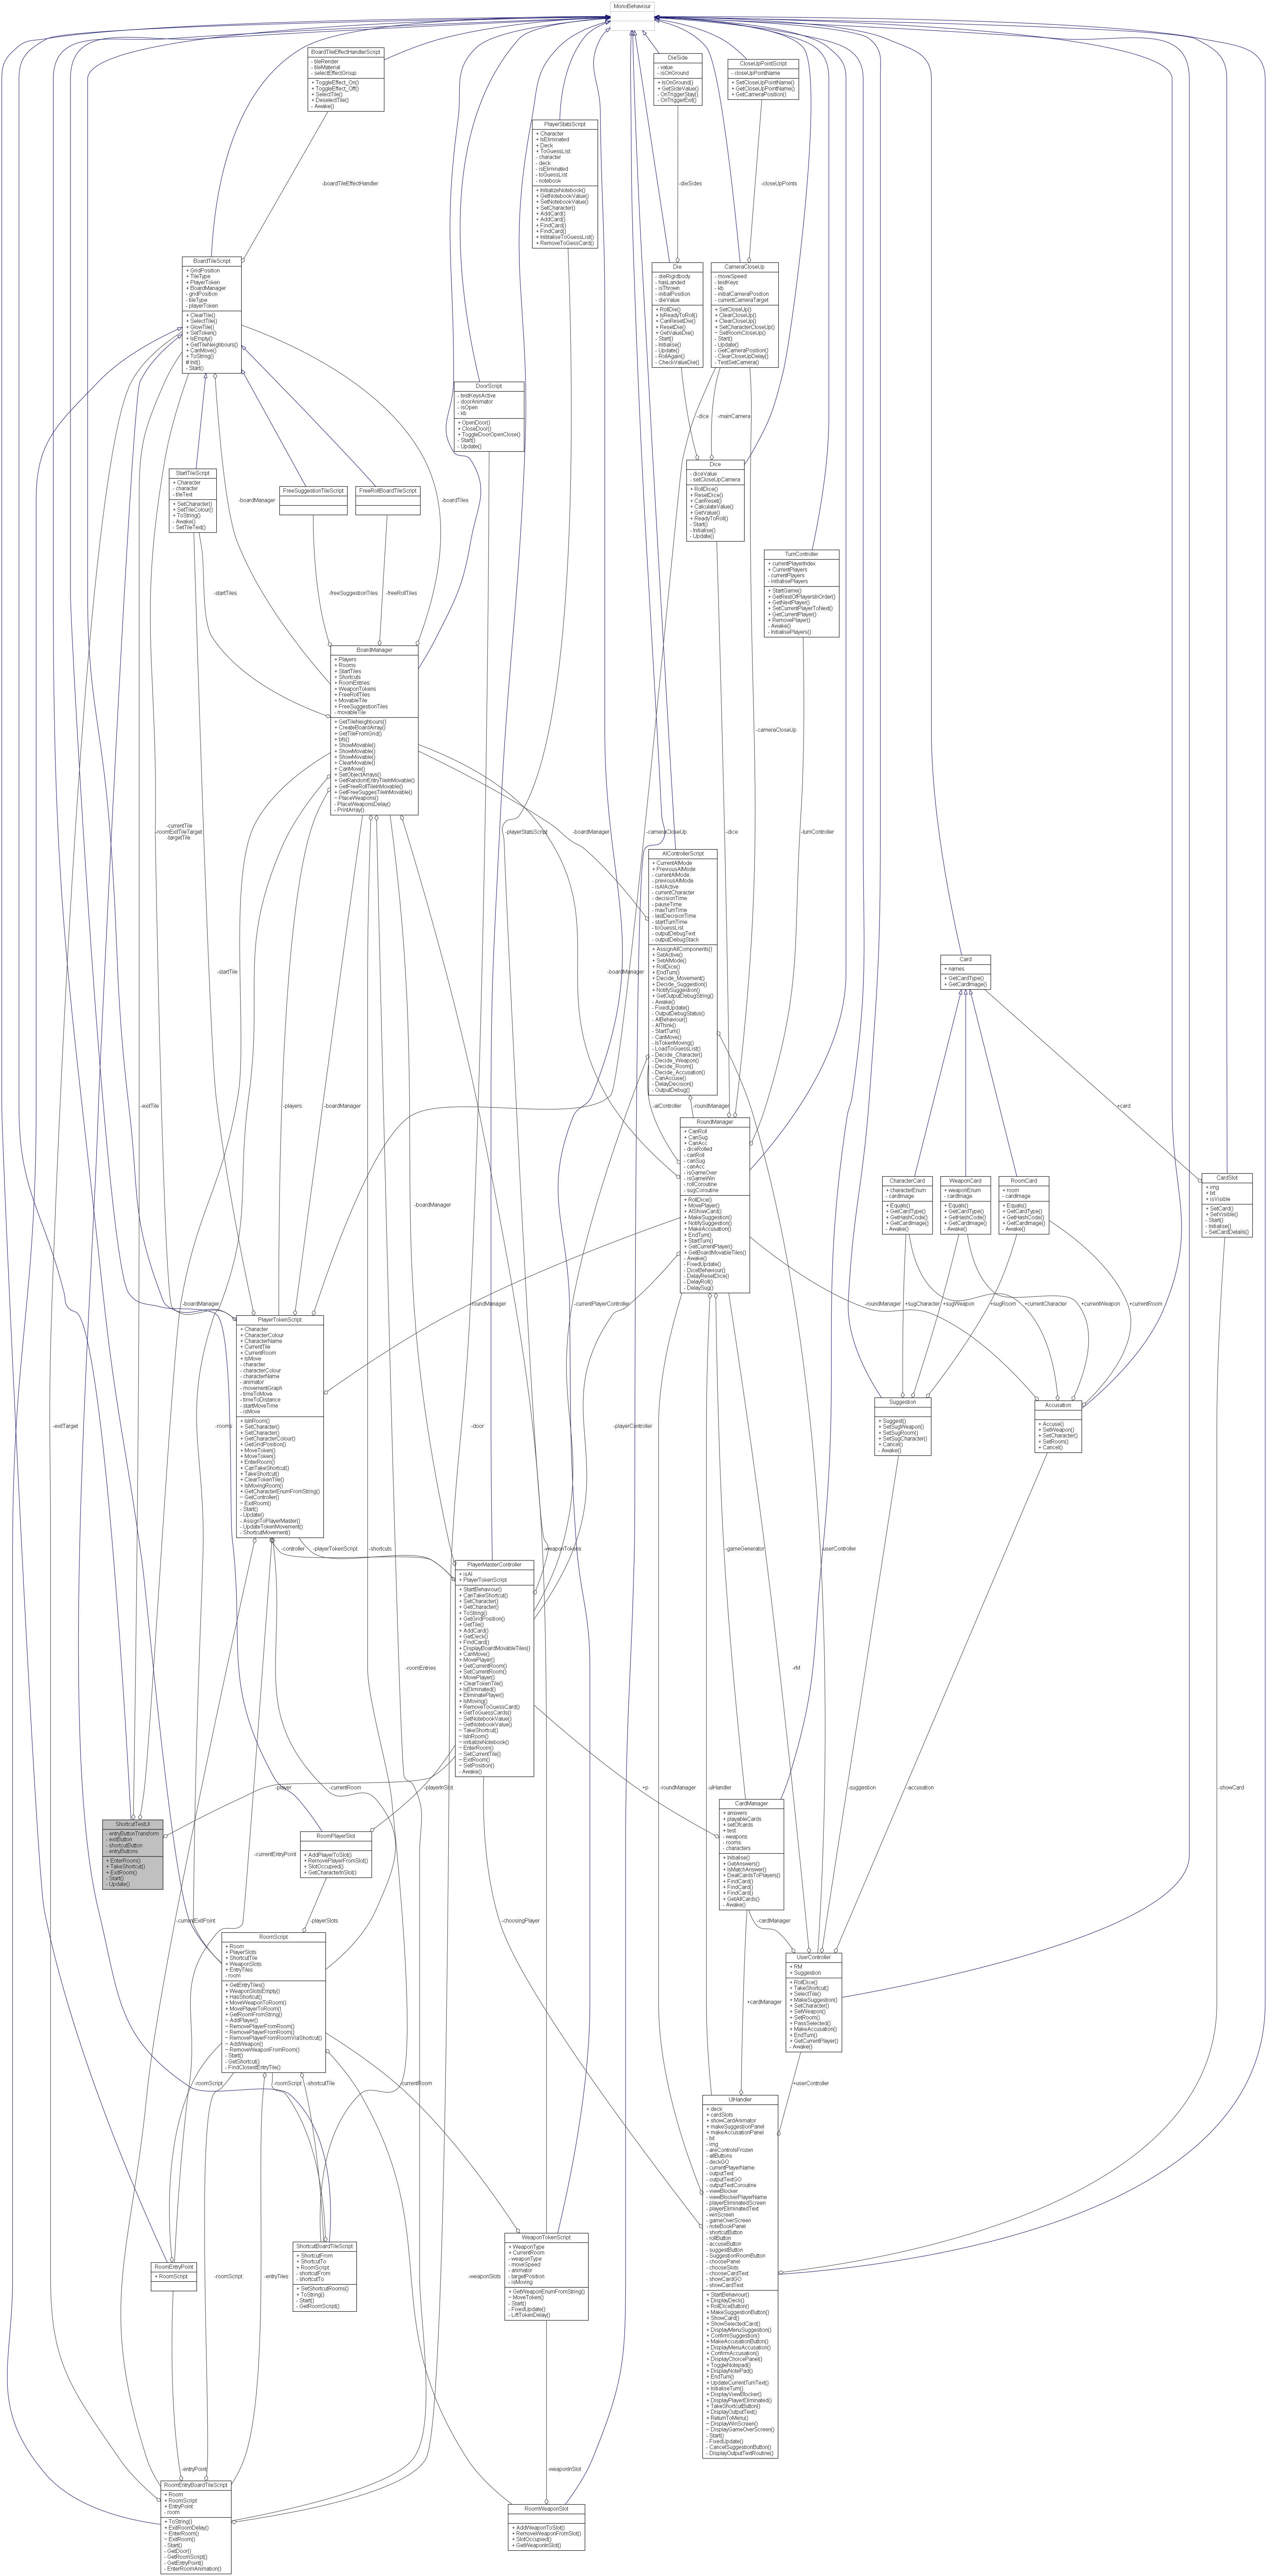 MonoBehaviour
BoardTileEffectHandlerScript
- tileRender
- tileMaterial
- selectEffectGroup
+ ToggleEffect_On()
+ ToggleEffect_Off()
+ SelectTile()
+ DeselectTile()
- Awake()
DieSide
- value
- isOnGround
+ IsOnGround()
+ GetSideValue()
- OnTriggerStay()
- OnTriggerExit()
CloseUpPointScript
- closeUpPointName
+ SetCloseUpPointName()
+ GetCloseUpPointName()
+ GetCameraPosition()
PlayerStatsScript
+ Character
+ IsEliminated
+ Deck
+ ToGuessList
- character
- deck
- isEliminated
- toGuessList
- notebook
+ InitializeNotebook()
+ GetNotebookValue()
+ SetNotebookValue()
+ SetCharacter()
+ AddCard()
+ AddCard()
+ FindCard()
+ FindCard()
+ InititaliseToGuessList()
+ RemoveToGessCard()
-boardTileEffectHandler
-dieSides
-closeUpPoints
BoardTileScript
+ GridPosition
+ TileType
+ PlayerToken
+ BoardManager
- gridPosition
- tileType
- playerToken
+ ClearTile()
+ SelectTile()
+ GlowTile()
+ SetToken()
+ IsEmpty()
+ GetTileNeighbours()
+ CanMove()
+ ToString()
# Init()
- Start()
Die
- dieRigidbody
- hasLanded
- isThrown
- initialPosition
- dieValue
+ RollDie()
+ IsReadyToRoll()
+ CanResetDie()
+ ResetDie()
+ GetValueDie()
- Start()
- Initialise()
- Update()
- RollAgain()
- CheckValueDie()
CameraCloseUp
- moveSpeed
- testKeys
- kb
- initialCameraPosition
- currentCameraTarget
+ SetCloseUp()
+ ClearCloseUp()
+ ClearCloseUp()
+ SetCharacterCloseUp()
~ SetRoomCloseUp()
- Start()
- Update()
- GetCameraPosition()
- ClearCloseUpDelay()
- TestSetCamera()
DoorScript
- testKeysActive
- doorAnimator
- isOpen
- kb
+ OpenDoor()
+ CloseDoor()
+ ToggleDoorOpenClose()
- Start()
- Update()
-dice
-mainCamera
Dice
- diceValue
- setCloseUpCamera
+ RollDice()
+ ResetDice()
+ CanReset()
+ CalculateValue()
+ GetValue()
+ ReadyToRoll()
- Start()
- Initialise()
- Update()
StartTileScript
+ Character
- character
- tileText
+ SetCharacter()
+ SetTileColour()
+ ToString()
- Awake()
- SetTileText()
-boardManager
FreeSuggestionTileScript
FreeRollBoardTileScript
-boardTiles
TurnController
+ currentPlayerIndex
+ CurrentPlayers
- currentPlayers
- initialisePlayers
+ StartGame()
+ GetRestOfPlayersInOrder()
+ GetNextPlayer()
+ SetCurrentPlayerToNext()
+ GetCurrentPlayer()
+ RemovePlayer()
- Awake()
- InitialisePlayers()
-startTiles
-freeSuggestionTiles
-freeRollTiles
BoardManager
+ Players
+ Rooms
+ StartTiles
+ Shortcuts
+ RoomEntries
+ WeaponTokens
+ FreeRollTiles
+ MovableTile
+ FreeSuggestionTiles
- movableTile
+ GetTileNeighbours()
+ CreateBoardArray()
+ GetTileFromGrid()
+ bfs()
+ ShowMovable()
+ ShowMovable()
+ ShowMovable()
+ ClearMovable()
+ CanMove()
+ SetObjectArrays()
+ GetRandomEntryTileInMovable()
+ GetFreeRollTileInMovable()
+ GetFreeSuggesTileInMovable()
~ PlaceWeapons()
- PlaceWeaponsDelay()
- PrintArray()
-cameraCloseUp
-currentTile
-roomExitTileTarget
-targetTile
-playerStatsScript
-boardManager
-cameraCloseUp
-dice
-turnController
AIControllerScript
+ CurrentAIMode
+ PreviousAIMode
- currentAIMode
- previousAIMode
- isAIActive
- currentCharacter
- decisionTime
- pauseTime
- maxTurnTime
- lastDecisionTime
- startTurnTime
- toGuessList
- outputDebugText
- outputDebugStack
+ AssignAllComponents()
+ SetActive()
+ SetAIMode()
+ RollDice()
+ EndTurn()
+ Decide_Movement()
+ Decide_Suggestion()
+ NotifySuggestion()
+ GetOutputDebugString()
- Awake()
- FixedUpdate()
- OutputDebugStatus()
- AIBehaviour()
- AIThink()
- StartTurn()
- CanMove()
- IsTokenMoving()
- LoadToGuessList()
- Decide_Character()
- Decide_Weapon()
- Decide_Room()
- Decide_Accusation()
- CanAccuse()
- DelayDecision()
- OutputDebug()
Card
+ names
+ GetCardType()
+ GetCardImage()
-startTile
-boardManager
-exitTile
-players
-boardManager
-aiController
-roundManager
+card
RoundManager
+ CanRoll
+ CanSug
+ CanAcc
- diceRolled
- canRoll
- canSug
- canAcc
- isGameOver
- isGameWin
- rollCoroutine
- sugCoroutine
+ RollDice()
+ MovePlayer()
+ AIShowCard()
+ MakeSuggestion()
+ NotifySuggestion()
+ MakeAccusation()
+ EndTurn()
+ StartTurn()
+ GetCurrentPlayer()
+ GetBoardMovableTiles()
- Awake()
- FixedUpdate()
- DiceBehaviour()
- DelayResetDice()
- DelayRoll()
- DelaySug()
CharacterCard
+ characterEnum
- cardImage
+ Equals()
+ GetCardType()
+ GetHashCode()
+ GetCardImage()
- Awake()
WeaponCard
+ weaponEnum
- cardImage
+ Equals()
+ GetCardType()
+ GetHashCode()
+ GetCardImage()
- Awake()
RoomCard
+ room
- cardImage
+ Equals()
+ GetCardType()
+ GetHashCode()
+ GetCardImage()
- Awake()
CardSlot
+ img
+ txt
+ isVisible
+ SetCard()
+ SetVisible()
- Start()
- Initialise()
- SetCardDetails()
-boardManager
-boardManager
-roundManager
-currentPlayerController
-roundManager
+sugCharacter
+sugWeapon
+sugRoom
+currentCharacter
+currentWeapon
+currentRoom
PlayerTokenScript
+ Character
+ CharacterColour
+ CharacterName
+ CurrentTile
+ CurrentRoom
+ IsMove
- character
- characterColour
- characterName
- animator
- movementGraph
- timeToMove
- timeToDistance
- startMoveTime
- isMove
+ IsInRoom()
+ SetCharacter()
+ SetCharacter()
+ GetCharacterColour()
+ GetGridPosition()
+ MoveToken()
+ MoveToken()
+ EnterRoom()
+ CanTakeShortcut()
+ TakeShortcut()
+ ClearTokenTile()
+ IsMovingRoom()
+ GetCharacterEnumFromString()
~ GetController()
~ ExitRoom()
- Start()
- Update()
- AssignToPlayerMaster()
- UpdateTokenMovement()
- ShortcutMovement()
Suggestion
+ Suggest()
+ SetSugWeapon()
+ SetSugRoom()
+ SetSugCharacter()
+ Cancel()
- Awake()
Accusation
+ Accuse()
+ SetWeapon()
+ SetCharacter()
+ SetRoom()
+ Cancel()
-exitTarget
-rooms
-door
-playerController
-controller
-playerTokenScript
-shortcuts
-weaponTokens
-gameGenerator
-userController
PlayerMasterController
+ isAI
+ PlayerTokenScript
+ StartBehaviour()
+ CanTakeShortcut()
+ SetCharacter()
+ GetCharacter()
+ ToString()
+ GetGridPosition()
+ GetTile()
+ AddCard()
+ GetDeck()
+ FindCard()
+ DisplayBoardMovableTiles()
+ CanMove()
+ MovePlayer()
+ GetCurrentRoom()
+ SetCurrentRoom()
+ MovePlayer()
+ ClearTokenTile()
+ IsEliminated()
+ EliminatePlayer()
+ IsMoving()
+ RemoveToGuessCard()
+ GetToGuessCards()
~ SetNotebookValue()
~ GetNotebookValue()
~ TakeShortcut()
~ IsInRoom()
~ initializeNotebook()
~ EnterRoom()
~ SetCurrentTile()
~ ExitRoom()
~ SetPosition()
- Awake()
-roomEntries
-rM
-player
-currentRoom
-playerInSlot
+p
-uiHandler
-roundManager
-suggestion
-accusation
-showCard
ShortcutTestUI
- entryButtonTransform
- exitButton
- shortcutButton
- entryButtons
+ EnterRoom()
+ TakeShortcut()
+ ExitRoom()
- Start()
- Update()
RoomPlayerSlot
+ AddPlayerToSlot()
+ RemovePlayerFromSlot()
+ SlotOccupied()
+ GetCharacterInSlot()
CardManager
+ answers
+ playableCards
+ setOfcards
+ test
- weapons
- rooms
- characters
+ Initialise()
+ GetAnswers()
+ IsMatchAnswer()
+ DealCardsToPlayers()
+ FindCard()
+ FindCard()
+ FindCard()
+ GetAllCards()
- Awake()
-currentEntryPoint
-currentExitPoint
-playerSlots
-choosingPlayer
-cardManager
RoomScript
+ Room
+ PlayerSlots
+ ShortcutTile
+ WeaponSlots
+ EntryTiles
- room
+ GetEntryTiles()
+ WeaponSlotsEmpty()
+ HasShortcut()
+ MoveWeaponToRoom()
+ MovePlayerToRoom()
+ GetRoomFromString()
~ AddPlayer()
~ RemovePlayerFromRoom()
~ RemovePlayerFromRoom()
~ RemovePlayerFromRoomViaShortcut()
~ AddWeapon()
~ RemoveWeaponFromRoom()
- Start()
- GetShortcut()
- FindClosestEntryTile()
UserController
+ RM
+ Suggestion
+ RollDice()
+ TakeShortcut()
+ SelectTile()
+ MakeSuggestion()
+ SetCharacter()
+ SetWeapon()
+ SetRoom()
+ PassSelected()
+ MakeAccusation()
+ EndTurn()
+ GetCurrentPlayer()
- Awake()
+cardManager
-roomScript
-roomScript
-shortcutTile
-currentRoom
+userController
UIHandler
+ deck
+ cardSlots
+ showCardAnimator
+ makeSuggestionPanel
+ makeAccusationPanel
- txt
- img
- areControlsFrozen
- allButtons
- deckGO
- currentPlayerName
- outputText
- outputTextGO
- outputTextCoroutine
- viewBlocker
- viewBlockerPlayerName
- playerEliminatedScreen
- playerEliminatedText
- winScreen
- gameOverScreen
- noteBookPanel
- shortcutButton
- rollButton
- accuseButton
- suggestButton
- SuggestionRoomButton
- choosePanel
- chooseSlots
- chooseCardText
- showCardGO
- showCardText
+ StartBehaviour()
+ DisplayDeck()
+ RollDiceButton()
+ MakeSuggestionButton()
+ ShowCard()
+ ShowSelectedCard()
+ DisplayMenuSuggestion()
+ ConfirmSuggestion()
+ MakeAccusationButton()
+ DisplayMenuAccusation()
+ ConfirmAccusation()
+ DisplayChoicePanel()
+ ToggleNotepad()
+ DisplayNotePad()
+ EndTurn()
+ UpdateCurrentTurnText()
+ InitialiseTurn()
+ DisplayViewBlocker()
+ DisplayPlayerEliminated()
+ TakeShortcutButton()
+ DisplayOutputText()
+ ReturnToMenu()
~ DisplayWinScreen()
~ DisplayGameOverScreen()
- Start()
- FixedUpdate()
- CancelSuggestionButton()
- DisplayOutputTextRoutine()
RoomEntryPoint
+ RoomScript
-roomScript
-entryTiles
ShortcutBoardTileScript
+ ShortcutFrom
+ ShortcutTo
+ RoomScript
- shortcutFrom
- shortcutTo
+ SetShortcutRooms()
+ ToString()
- Start()
- GetRoomScript()
-weaponSlots
WeaponTokenScript
+ WeaponType
+ CurrentRoom
- weaponType
- moveSpeed
- animator
- targetPosition
- isMoving
+ GetWeaponEnumFromString()
~ MoveToken()
- Start()
- FixedUpdate()
- LiftTokenDelay()
-entryPoint
-weaponInSlot
RoomEntryBoardTileScript
+ Room
+ RoomScript
+ EntryPoint
- room
+ ToString()
+ ExitRoomDelay()
~ EnterRoom()
~ ExitRoom()
- Start()
- GetDoor()
- GetRoomScript()
- GetEntryPoint()
- EnterRoomAnimation()
RoomWeaponSlot
+ AddWeaponToSlot()
+ RemoveWeaponFromSlot()
+ SlotOccupied()
+ GetWeaponInSlot()